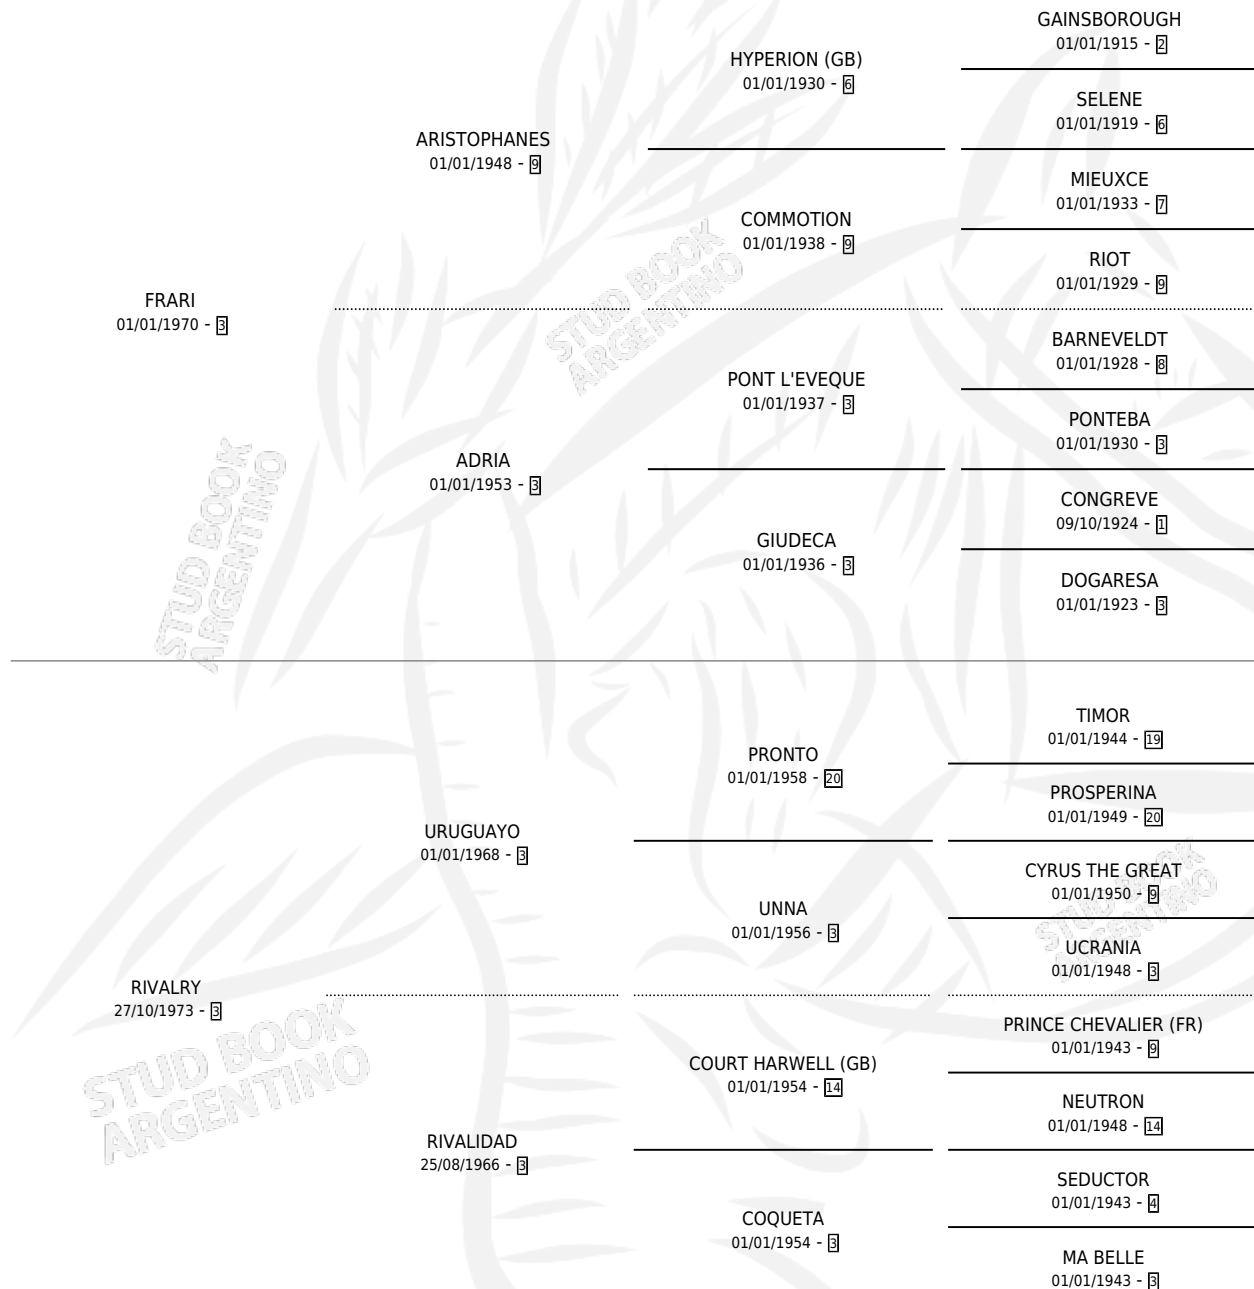 GAINSBOROUGH
01/01/1915 - 2
HYPERION (GB)
01/01/1930 - 6
SELENE
01/01/1919 - 6
ARISTOPHANES
01/01/1948 - 9
MIEUXCE
01/01/1933 - 7
COMMOTION
01/01/1938 - 9
RIOT
01/01/1929 - 9
FRARI
01/01/1970 - 3
BARNEVELDT
01/01/1928 - 8
PONT L'EVEQUE
01/01/1937 - 3
PONTEBA
01/01/1930 - 3
ADRIA
01/01/1953 - 3
CONGREVE
09/10/1924 - 1
GIUDECA
01/01/1936 - 3
DOGARESA
01/01/1923 - 3
TIMOR
01/01/1944 - 19
PRONTO
01/01/1958 - 20
PROSPERINA
01/01/1949 - 20
URUGUAYO
01/01/1968 - 3
CYRUS THE GREAT
01/01/1950 - 9
UNNA
01/01/1956 - 3
UCRANIA
01/01/1948 - 3
RIVALRY
27/10/1973 - 3
PRINCE CHEVALIER (FR)
01/01/1943 - 9
COURT HARWELL (GB)
01/01/1954 - 14
NEUTRON
01/01/1948 - 14
RIVALIDAD
25/08/1966 - 3
SEDUCTOR
01/01/1943 - 4
COQUETA
01/01/1954 - 3
MA BELLE
01/01/1943 - 3
STUD BOOK
ARGENTINO
STUD BOOK
ARGENTINO
STUD BOOK
ARGENTINO
STUD BOOK
ARGENTINO